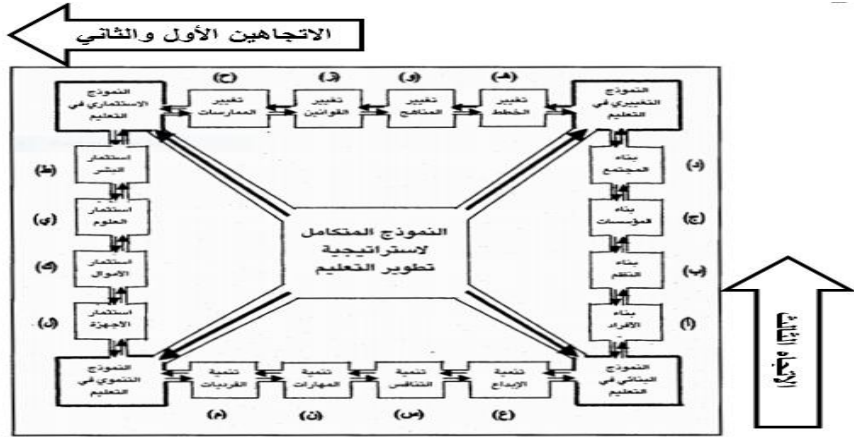 الاتجاهين الأول والثاني
(هـ)
(و)
(ز)
(ح)
النموذج
التغييري في
التعليم
تغيير
الخطط
تغيير
المناهج
تغيير
القوانين
تغيير
الممارسات
النموذج
الاستثماري في
التعليم
(د)
بناء
المجتمع
(ج)
بناء
المؤسسات
(ب)
بناء
النظم
(أ)
بناء
الأفراد
النموذج المتكامل
لاستراتيجية
تطوير التعليم
استثمار
البشر
(ط)
استثمار
العلوم
(ي)
استثمار
الأموال
(ك)
استثمار
الأجهزة
(ل)
النموذج
البنائي في
التعليم
تنمية
الإبداع
تنمية
التنافس
تنمية
المهارات
تنمية
الفرديات
النموذج
التنموي في
التعليم
(ع)
(س)
(ن)
(م)
الاتجاه الثالث